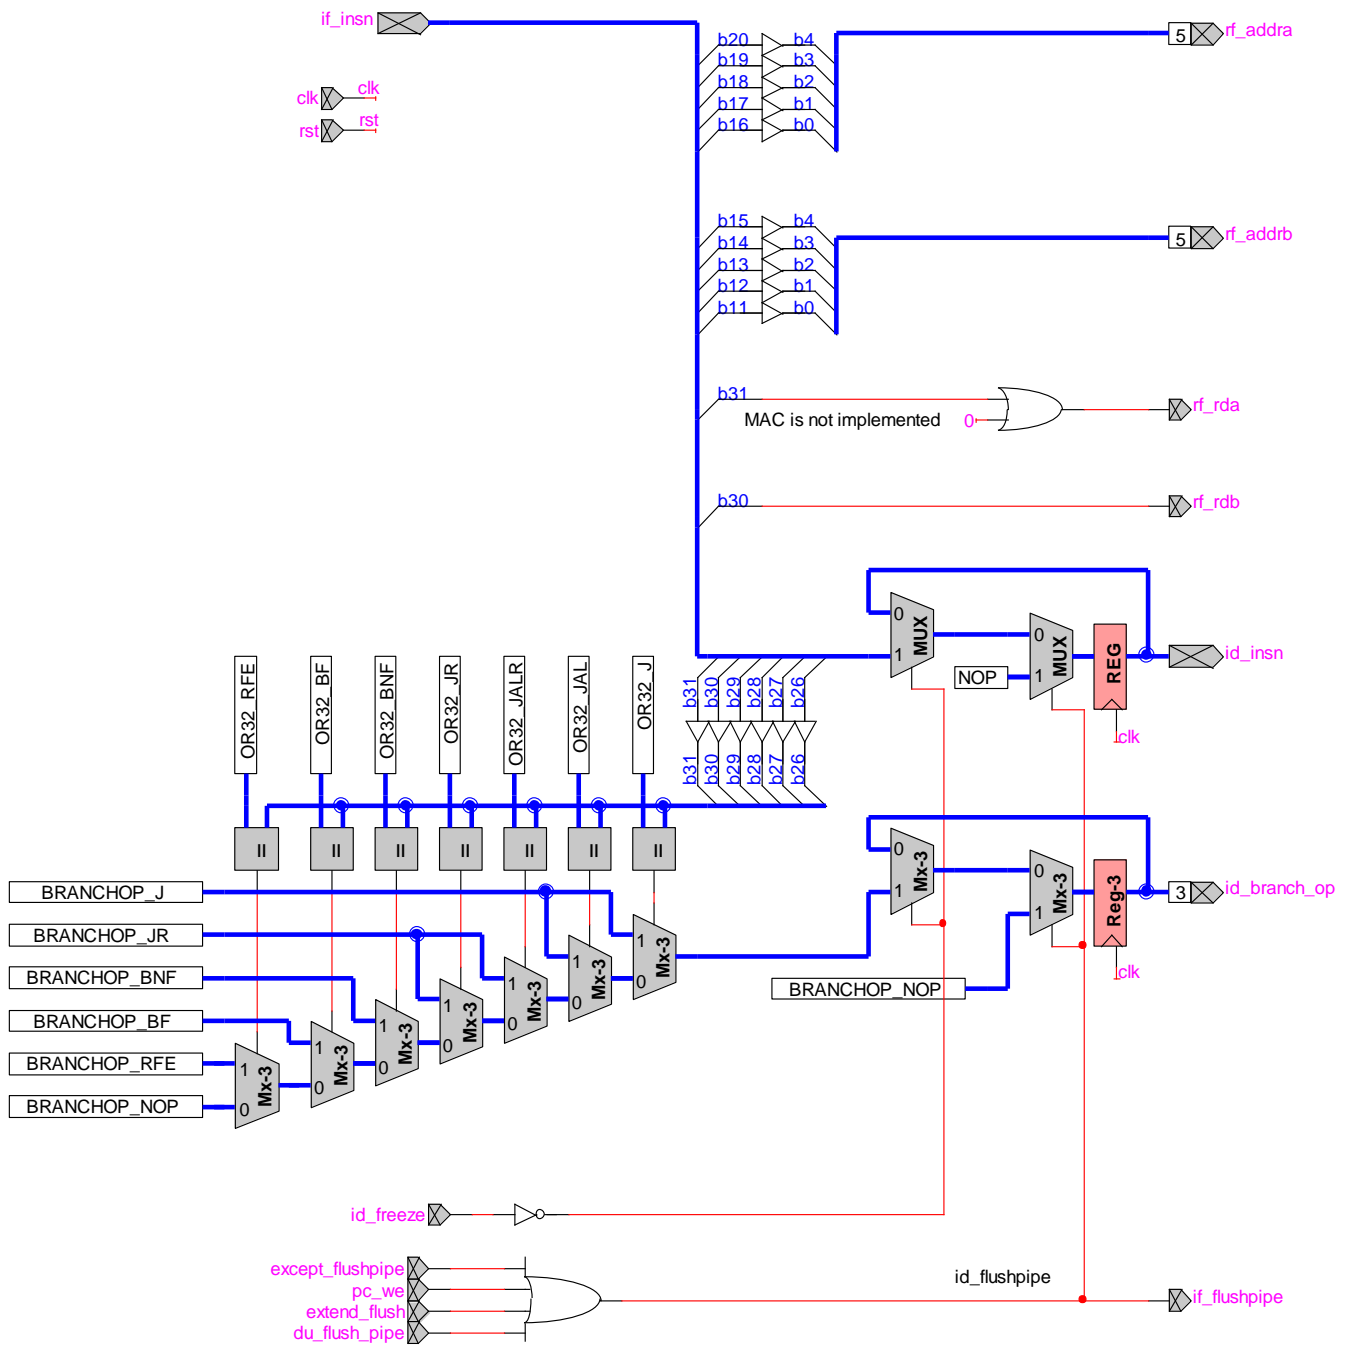 if_insn
b20 b4
b19 b3
b18 b2
b17 b1
b16 b0
5 rf_addra
clk clk
rst rst
b15 b4
b14 b3
b13 b2
b12 b1
b11 b0
5 rf_addrb
b31
MAC is not implemented 0
rf_rda
b30
rf_rdb
0
1
MUX
0
1
MUX
NOP
REG
clk
id_insn
OR32_RFE
OR32_BF
OR32_BNF
OR32_JR
OR32_JALR
OR32_JAL
OR32_J
b31 b30 b29 b28 b27 b26
b31 b30 b29 b28 b27 b26
= = = = = = =
BRANCHOP_J
BRANCHOP_JR
BRANCHOP_BNF
BRANCHOP_BF
BRANCHOP_RFE
BRANCHOP_NOP
1 0 Mx-3
1 0 Mx-3
1 0 Mx-3
1 0 Mx-3
1 0 Mx-3
1 0 Mx-3
1 0 Mx-3
0 1 Mx-3
0 1 Mx-3
BRANCHOP_NOP
Reg-3
clk
3 id_branch_op
id_freeze
except_flushpipe
pc_we
extend_flush
du_flush_pipe
id_flushpipe
if_flushpipe